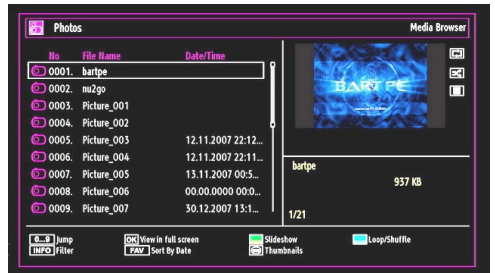 Photos Media Browser
No File Name Date/Time
0001. bartpe
0002. nu2go
0003. Picture_001
0004. Picture_002
0005. Picture_003 12.11.2007 22:12...
0006. Picture_004 12.11.2007 22:11...
0007. Picture_005 13.11.2007 00:5...
0008. Picture_006 00.00.0000 00:0...
0009. Picture_007 30.12.2007 13:1...
BART PE
bartpe
937 KB
1/21
0...9 Jump OK View in full screen Slideshow Loop/Shuffle
INFO Filter FAV Sort By Date Thumbnails